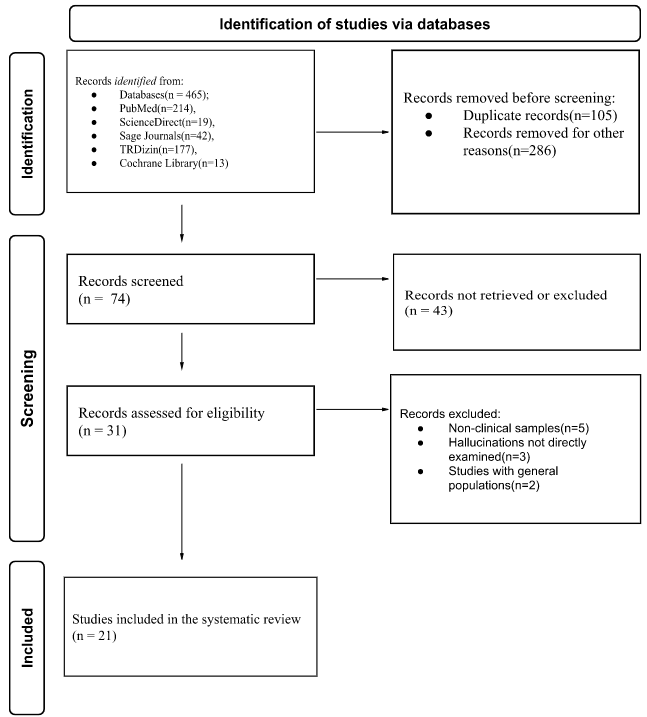 Identification of studies via databases
Identification
Records identified from:
● Databases(n = 465);
● PubMed(n=214),
● ScienceDirect(n=19),
● Sage Journals(n=42),
● TRDizin(n=177),
● Cochrane Library(n=13)
Records removed before screening:
● Duplicate records(n=105)
● Records removed for other
reasons(n=286)
Screening
Records screened
(n = 74)
Records not retrieved or excluded
(n = 43)
Records assessed for eligibility
(n = 31)
Records excluded:
● Non-clinical samples(n=5)
● Hallucinations not directly
examined(n=3)
● Studies with general
populations(n=2)
Included
Studies included in the systematic review
(n = 21)